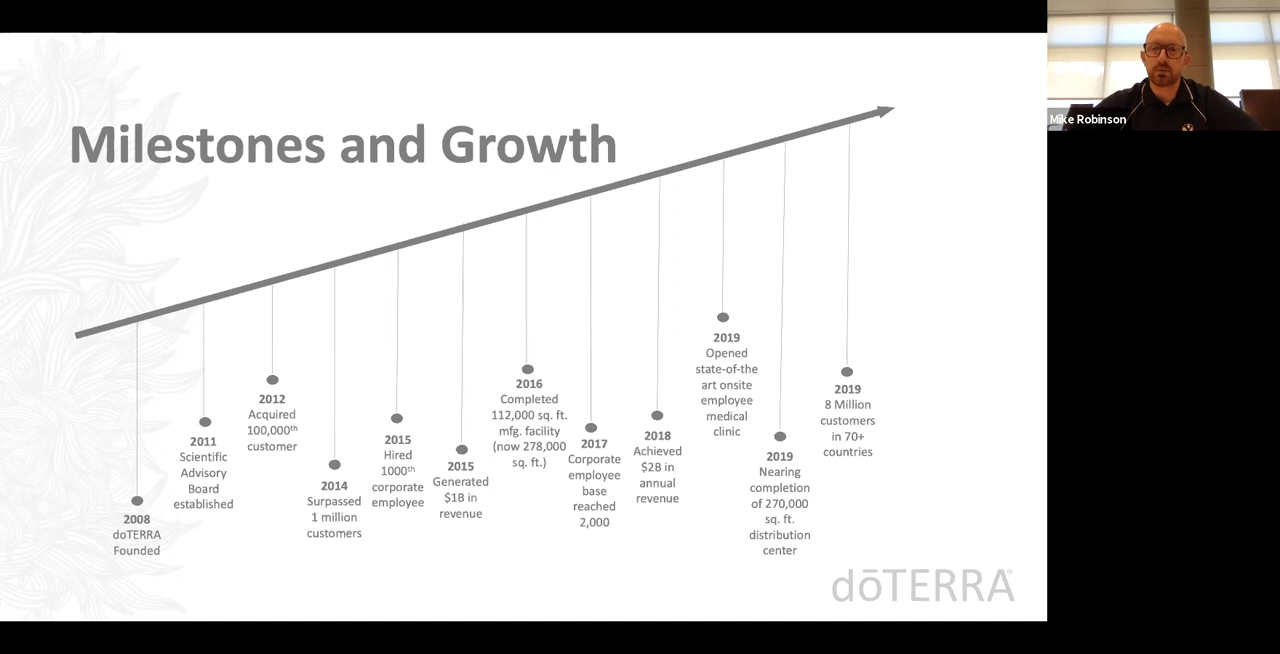 Milestones and Growth
2008
doTERRA
Founded
2011
Scientific
Advisory
Board
established
2012
Acquired
100,000th
customer
2014
Surpassed
1 million
customers
2015
Hired
1000th
corporate
employee
2015
Generated
$1B in
revenue
2016
Completed
112,000 sq. ft.
mfg. facility
(now 278,000
sq. ft.)
2017
Corporate
employee
base
reached
2,000
2018
Achieved
$2B in
annual
revenue
2019
Opened
state-of-the
art onsite
employee
medical
clinic
2019
Nearing
completion
of 270,000
sq. ft.
distribution
center
2019
8 Million
customers
in 70+
countries
dōTERRA®
Mike Robinson